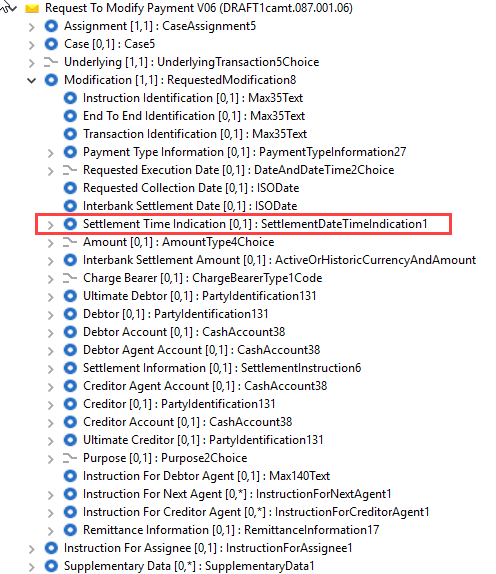 Request To Modify Payment V06 (DRAFT1camt.087.001.06)
Assignment [1,1] : CaseAssignment5
Case [0,1] : Case5
Underlying [1,1] : UnderlyingTransaction5Choice
Modification [1,1] : RequestedModification8
Instruction Identification [0,1] : Max35Text
End To End Identification [0,1] : Max35Text
Transaction Identification [0,1] : Max35Text
Payment Type Information [0,1] : PaymentTypeInformation27
Requested Execution Date [0,1] : DateAndDateTime2Choice
Requested Collection Date [0,1] : ISODate
Interbank Settlement Date [0,1] : ISODate
Settlement Time Indication [0,1] : SettlementDateTimeIndication1
Amount [0,1] : AmountType4Choice
Interbank Settlement Amount [0,1] : ActiveOrHistoricCurrencyAndAmount
Charge Bearer [0,1] : ChargeBearerType1Code
Ultimate Debtor [0,1] : PartyIdentification131
Debtor [0,1] : PartyIdentification131
Debtor Account [0,1] : CashAccount38
Debtor Agent Account [0,1] : CashAccount38
Settlement Information [0,1] : SettlementInstruction6
Creditor Agent Account [0,1] : CashAccount38
Creditor [0,1] : PartyIdentification131
Creditor Account [0,1] : CashAccount38
Ultimate Creditor [0,1] : PartyIdentification131
Purpose [0,1] : Purpose2Choice
Instruction For Debtor Agent [0,1] : Max140Text
Instruction For Next Agent [0,*] : InstructionForNextAgent1
Instruction For Creditor Agent [0,*] : InstructionForCreditorAgent1
Remittance Information [0,1] : RemittanceInformation17
Instruction For Assignee [0,1] : InstructionForAssignee1
Supplementary Data [0,*] : SupplementaryData1